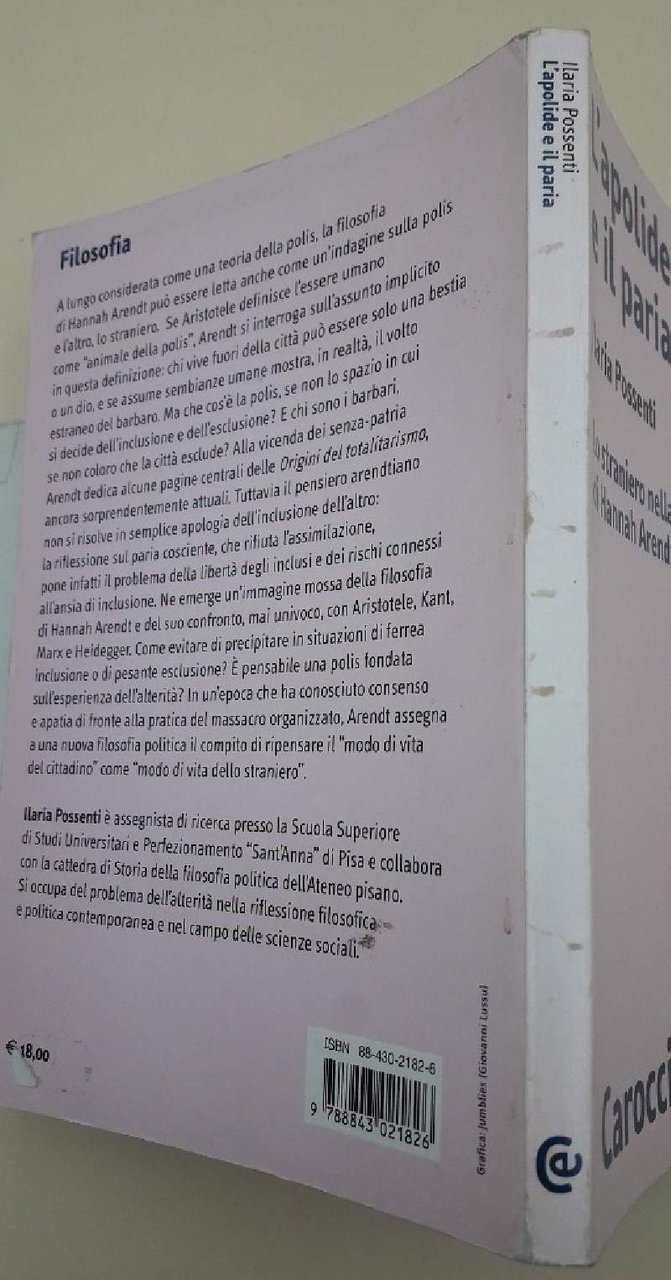 Filosofia
A lungo considerata come una teoria della polis, la filosofia
di Hannah Arendt può essere letta anche come un'indagine sulla polis
e l'altro, lo straniero. Se Aristotele definisce l'essere umano
come "animale della polis", Arendt si interroga sull'assunto implicito
in questa definizione: chi vive fuori della città può essere solo una bestia
o un dio, e se assume sembianze umane mostra, in realtà, il volto
estraneo del barbaro. Ma che cos'è la polis, se non lo spazio in cui
si decide dell'inclusione e dell'esclusione? E chi sono i barbari,
se non coloro che la città esclude? Alla vicenda dei senza-patria
Arendt dedica alcune pagine centrali delle Origini del totalitarismo,
ancora sorprendentemente attuali. Tuttavia il pensiero arendtiano
non si risolve in semplice apologia dell'inclusione dell'altro:
la riflessione sul paria cosciente, che rifiuta l'assimilazione,
pone infatti il problema della libertà degli inclusi e dei rischi connessi
all'ansia di inclusione. Ne emerge un'immagine mossa della filosofia
di Hannah Arendt e del suo confronto, mai univoco, con Aristotele, Kant,
Marx e Heidegger. Come evitare di precipitare in situazioni di ferrea
inclusione o di pesante esclusione? È pensabile una polis fondata
sull'esperienza dell'alterità? In un'epoca che ha conosciuto consenso
e apatia di fronte alla pratica del massacro organizzato, Arendt assegna
a una nuova filosofia politica il compito di ripensare il "modo di vita
del cittadino" come "modo di vita dello straniero".
Ilaria Possenti è assegnista di ricerca presso la Scuola Superiore
di Studi Universitari e Perfezionamento "Sant'Anna" di Pisa e collabora
con la cattedra di Storia della filosofia politica dell'Ateneo pisano.
Si occupa del problema dell'alterità nella riflessione filosofica
e politica contemporanea e nel campo delle scienze sociali.
€ 18,00
ISBN 88-430-2182-6
9 788843 021826
Grafica: Jumblies (Giovanni Lussu)
Ilaria Possenti
L'apolide e il paria
L'apolide
e il paria
Ilaria Possenti
Lo straniero nella
di Hannah Arend
Carocci